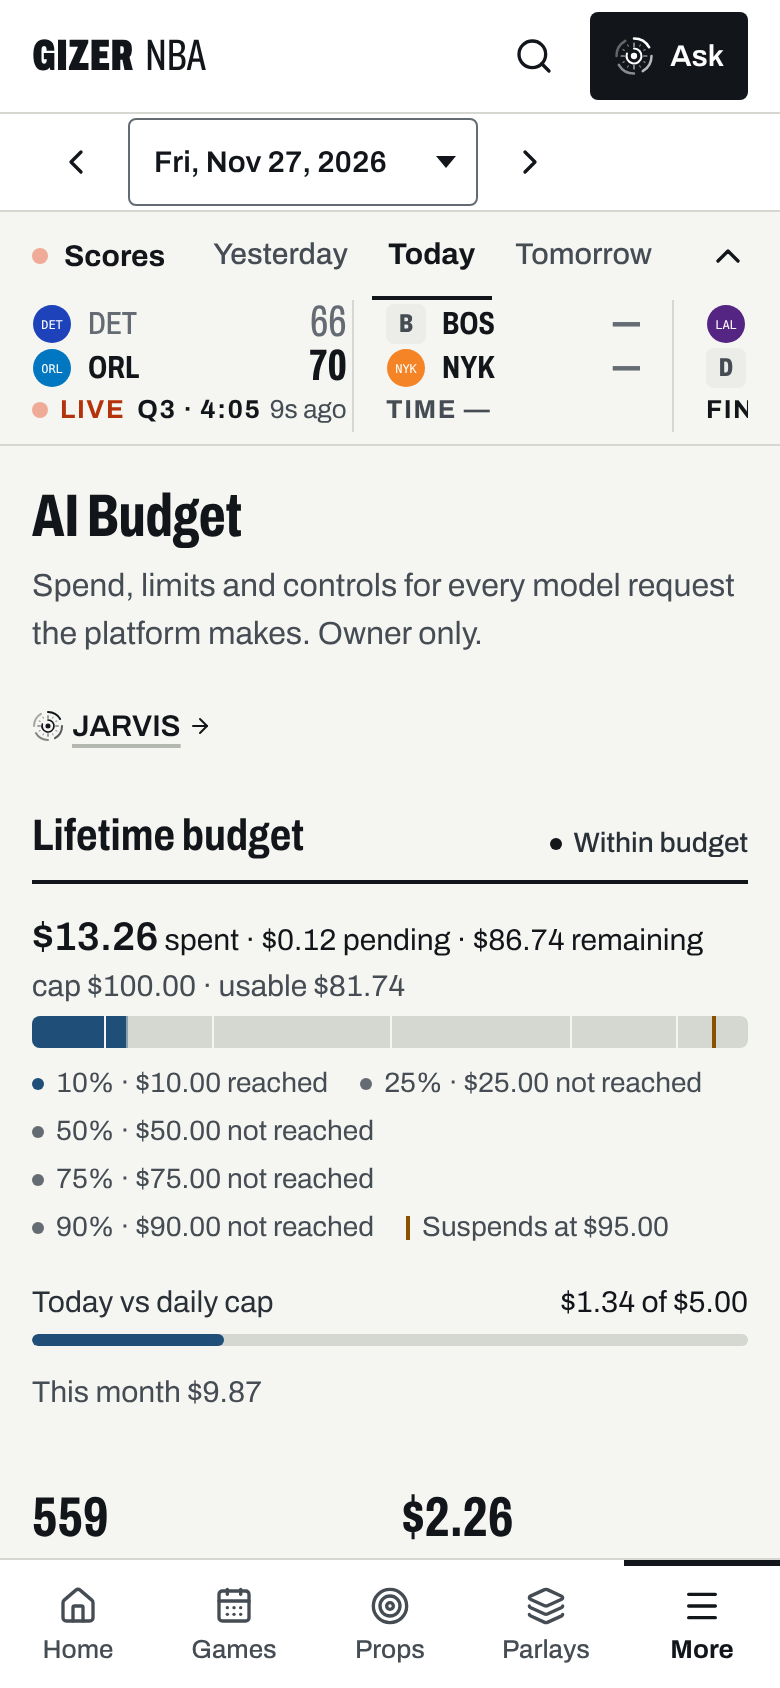 GIZER NBA
Ask
Fri, Nov 27, 2026
Scores Yesterday Today Tomorrow
DET DET 66
ORL ORL 70
LIVE Q3 · 4:05 9s ago
B BOS —
NYK NYK —
TIME —
LAL
D
FIN
AI Budget
Spend, limits and controls for every model request
the platform makes. Owner only.
JARVIS →
Lifetime budget
Within budget
$13.26 spent · $0.12 pending · $86.74 remaining
cap $100.00 · usable $81.74
10% · $10.00 reached 25% · $25.00 not reached
50% · $50.00 not reached
75% · $75.00 not reached
90% · $90.00 not reached Suspends at $95.00
Today vs daily cap $1.34 of $5.00
This month $9.87
559 $2.26
Home Games Props Parlays More